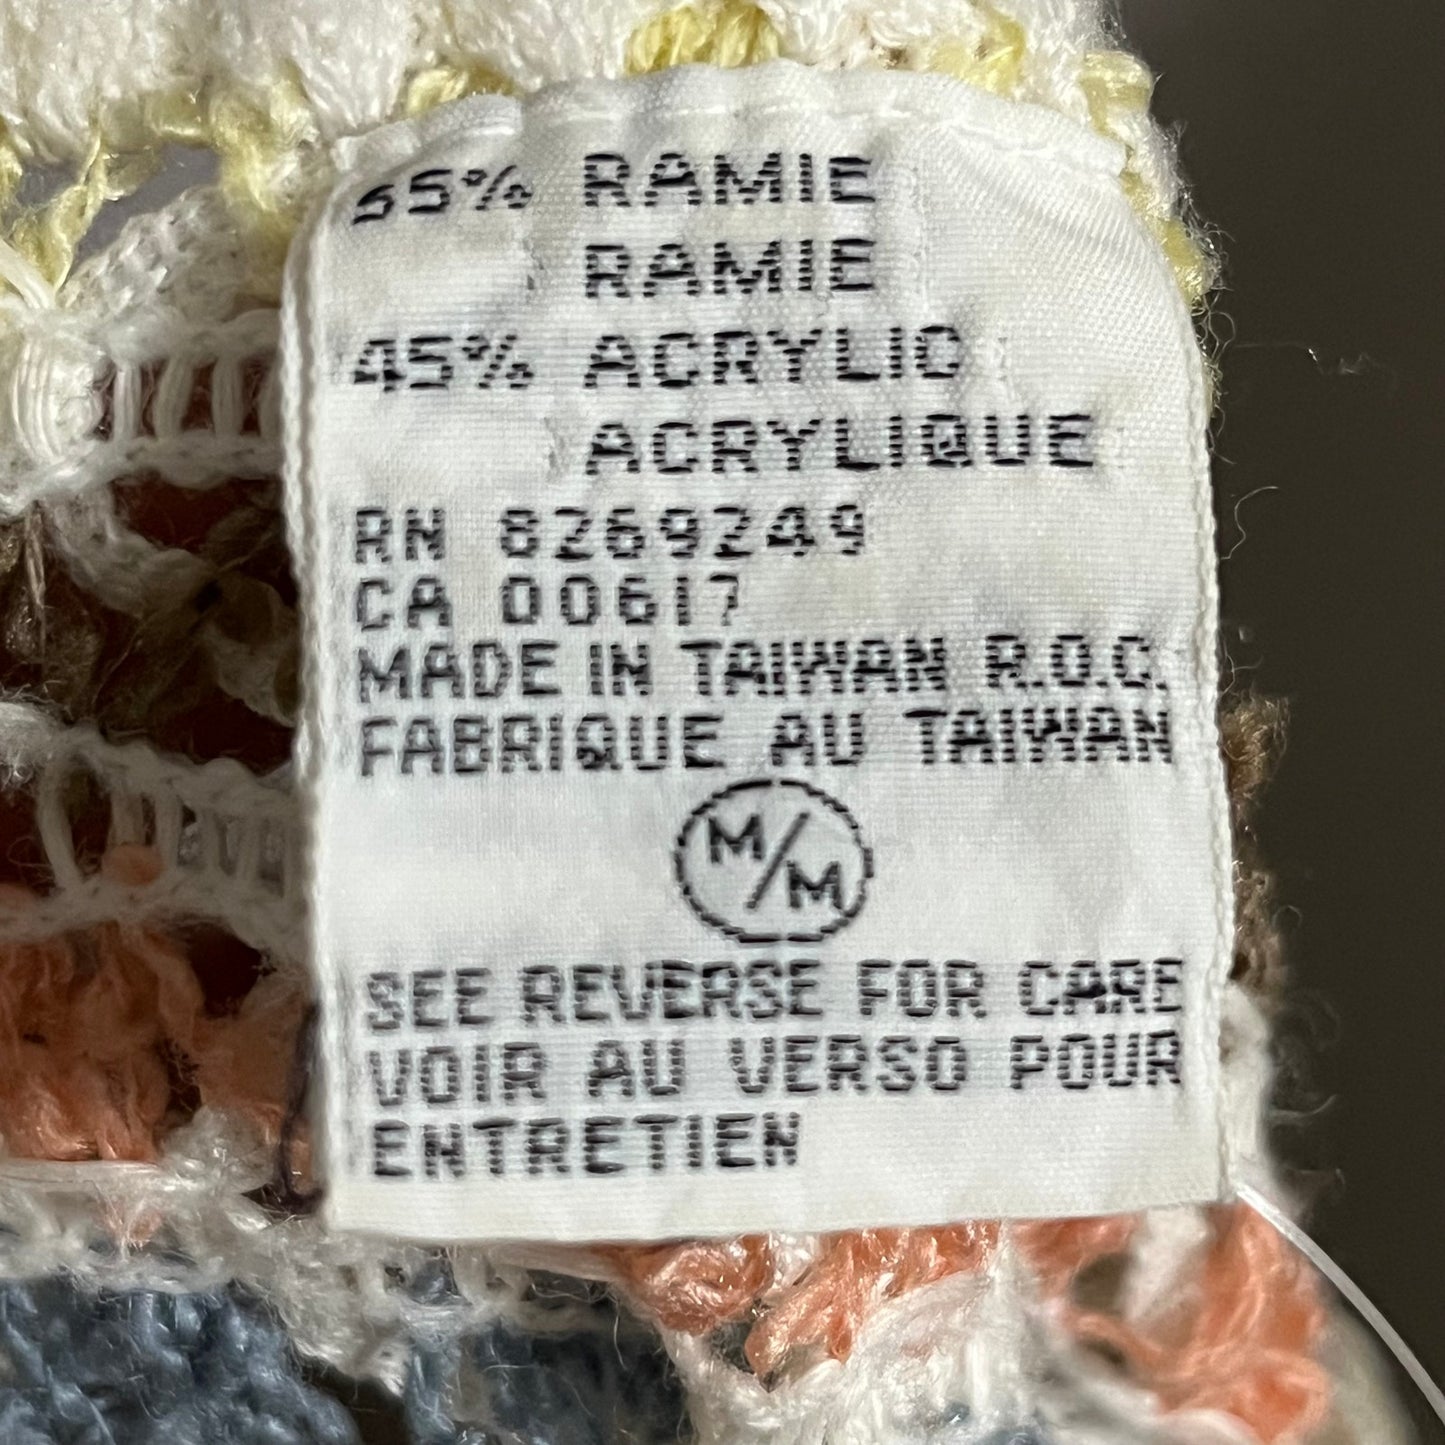 55% RAMIE
RAMIE
45% ACRYLIC
ACRYLIQUE
RN 8269249
CA 00617
MADE IN TAIWAN R.O.C.
FABRIQUE AU TAIWAN
M/M
SEE REVERSE FOR CARE
VOIR AU VERSO POUR
ENTRETIEN